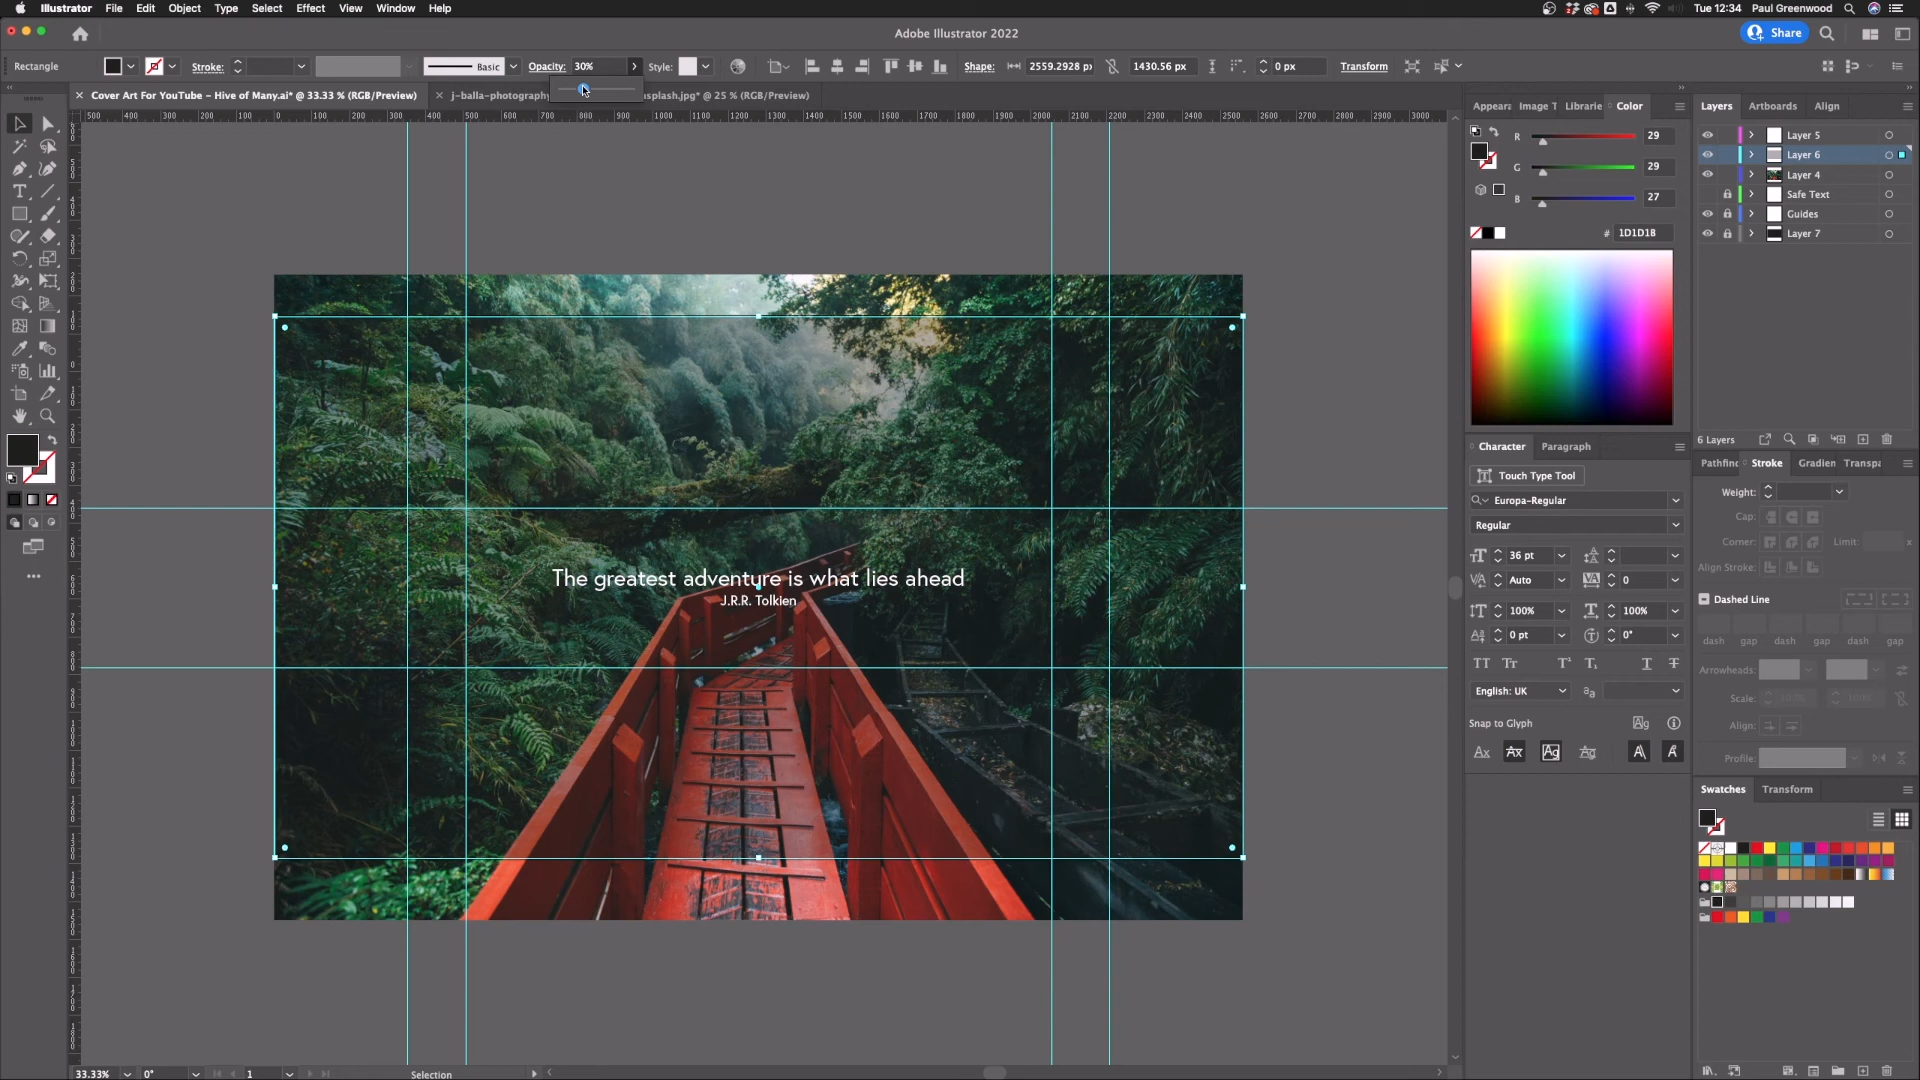 Illustrator File Edit Object Type Select Effect View Window Help
Tue 12:34 Paul Greenwood
Adobe Illustrator 2022
Share
Rectangle
Stroke:
Basic
Opacity: 30%
Style:
Shape: 2559.2928 px 1430.56 px 0 px Transform
Cover Art For YouTube – Hive of Many.ai* @ 33.33 % (RGB/Preview)
j-balla-photography
splash.jpg* @ 25 % (RGB/Preview)
The greatest adventure is what lies ahead
J.R.R. Tolkien
33.33% 0° 1 Selection
Appeara Image T Librarie Color
R 29
G 29
B 27
# 1D1D1B
Character Paragraph
Touch Type Tool
Europa-Regular
Regular
36 pt
Auto 0
100% 100%
0 pt 0°
English: UK
Snap to Glyph
Layers Artboards Align
Layer 5
Layer 6
Layer 4
Safe Text
Guides
Layer 7
6 Layers
Pathfin Stroke Gradien Transpa
Weight:
Cap:
Corner: Limit: x
Align Stroke:
Dashed Line
dash gap dash gap dash gap
Arrowheads:
Scale:
Align:
Profile:
Swatches Transform